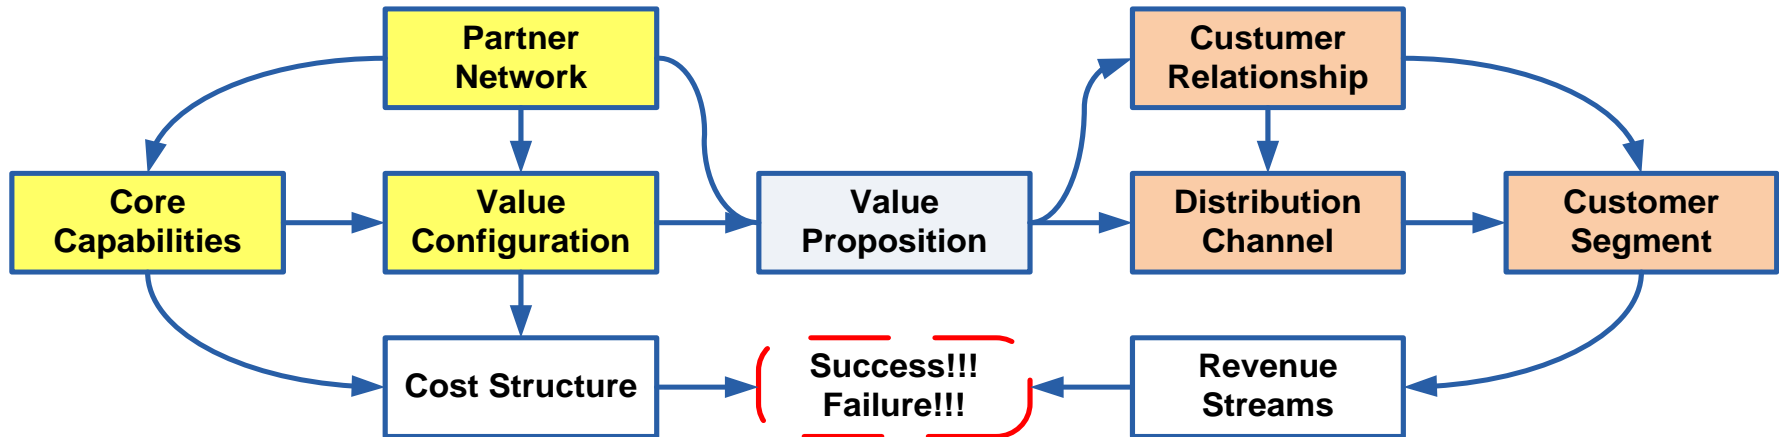 Partner
Network
Custumer
Relationship
Core
Capabilities
Value
Configuration
Value
Proposition
Distribution
Channel
Customer
Segment
Cost Structure
Success!!!
Failure!!!
Revenue
Streams